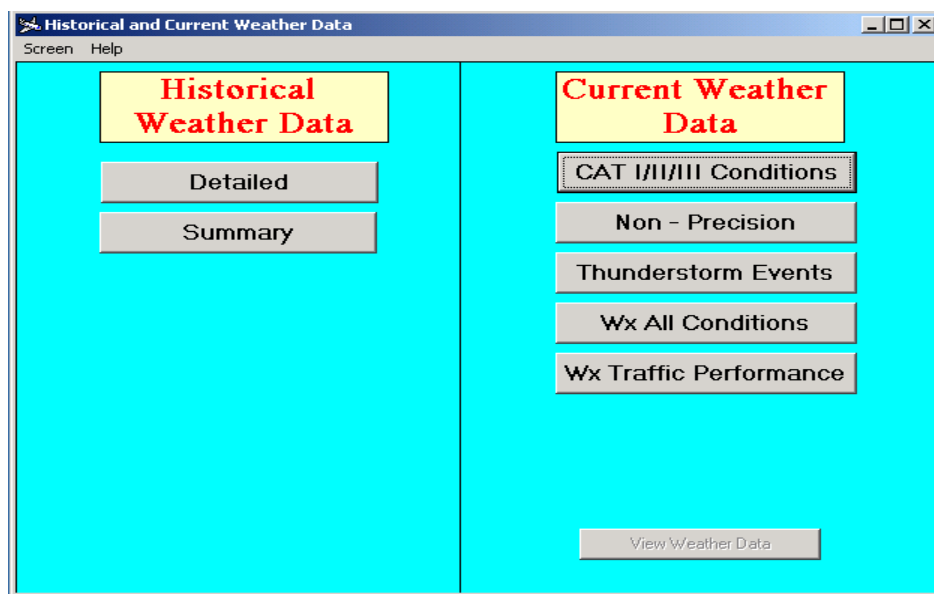 Historical and Current Weather Data
Screen Help
Historical
Weather Data
Detailed
Summary
Current Weather
Data
CAT I/II/III Conditions
Non - Precision
Thunderstorm Events
Wx All Conditions
Wx Traffic Performance
View Weather Data